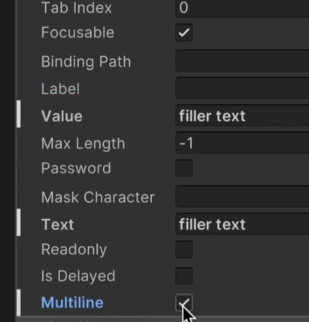 Tab Index 0
Focusable
Binding Path
Label
Value filler text
Max Length -1
Password
Mask Character
Text filler text
Readonly
Is Delayed
Multiline